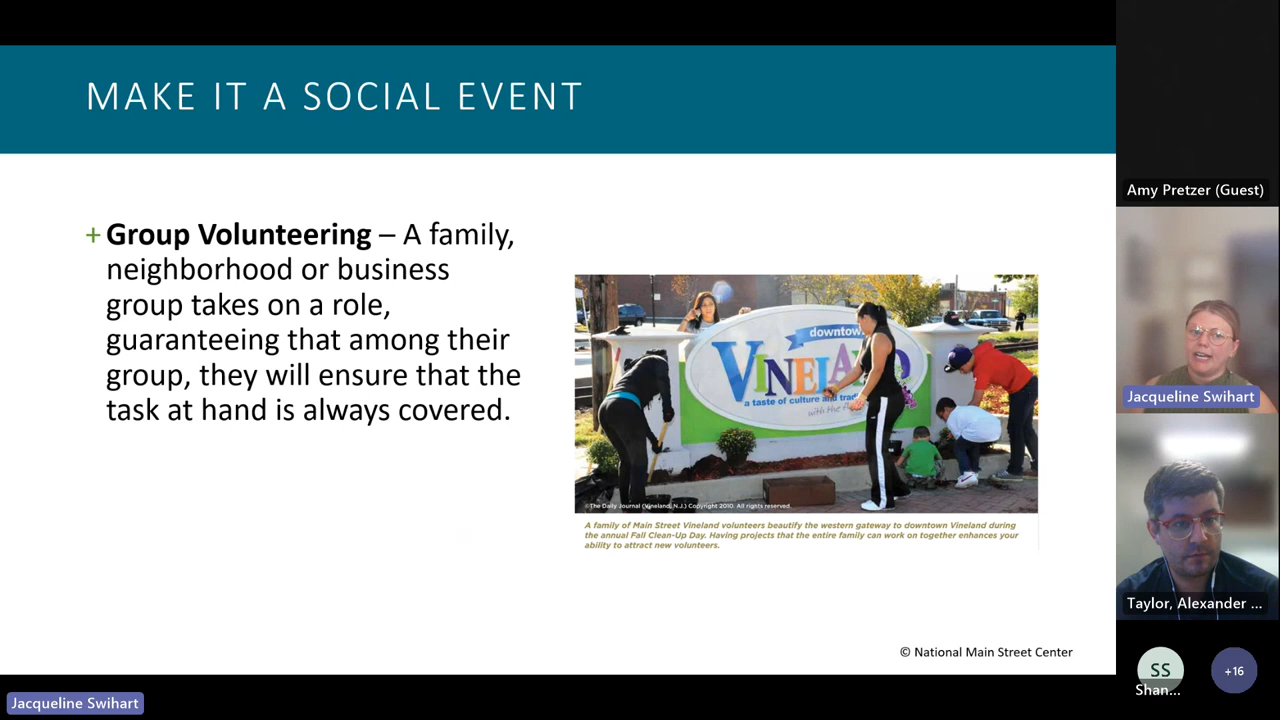 MAKE IT A SOCIAL EVENT
+ Group Volunteering – A family,
neighborhood or business
group takes on a role,
guaranteeing that among their
group, they will ensure that the
task at hand is always covered.
downtow
VINELAND
a taste of culture and trad
with the
©The Daily Journal (Vineland, N.J.) Copyright 2010. All rights reserved.
A family of Main Street Vineland volunteers beautify the western gateway to downtown Vineland during
the annual Fall Clean-Up Day. Having projects that the entire family can work on together enhances your
ability to attract new volunteers.
© National Main Street Center
Jacqueline Swihart
Amy Pretzer (Guest)
Jacqueline Swihart
Taylor, Alexander ...
SS
Shan...
+16